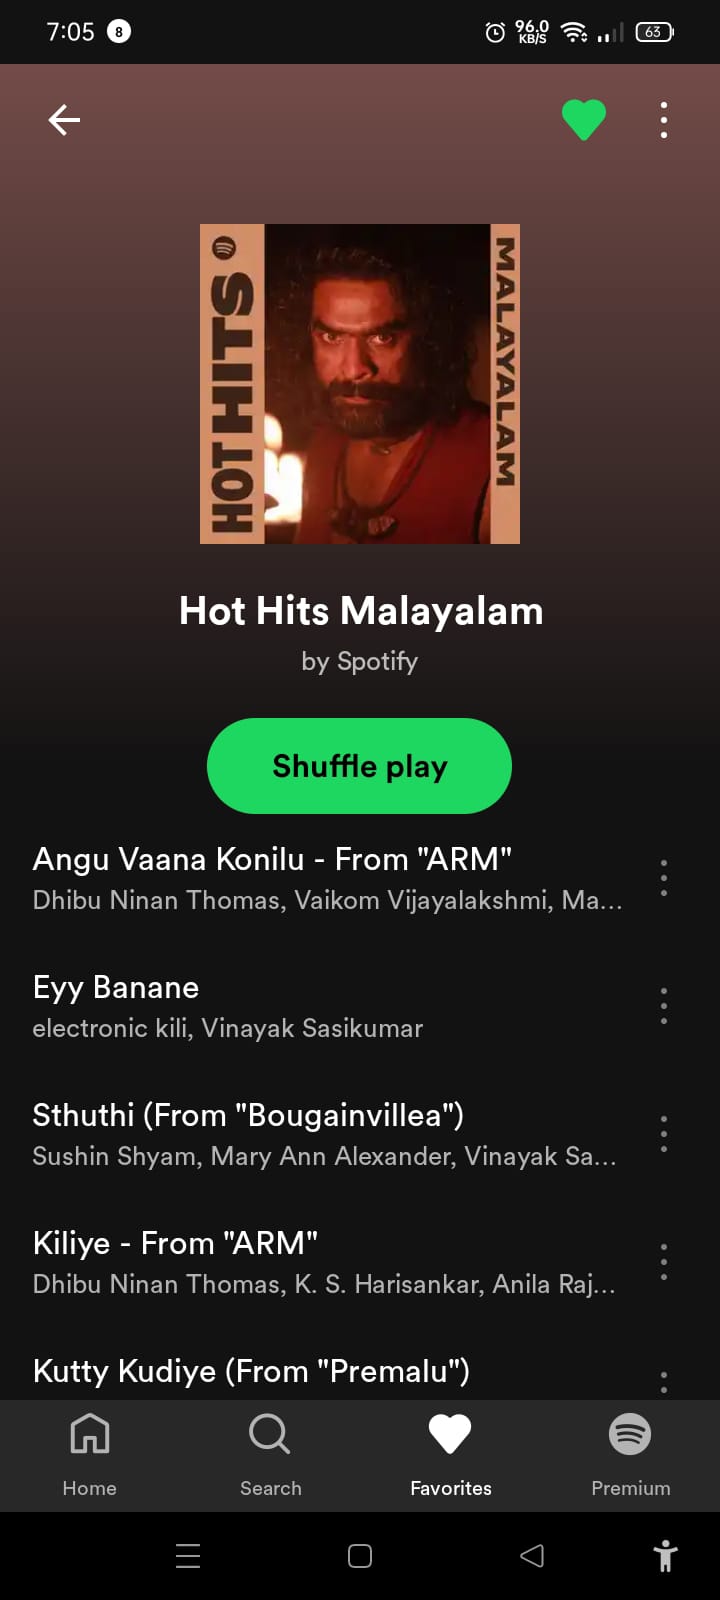 7:05 8 96.0 KB/S 63
HOT HITS
MALAYALAM
Hot Hits Malayalam
by Spotify
Shuffle play
Angu Vaana Konilu - From "ARM"
Dhibu Ninan Thomas, Vaikom Vijayalakshmi, Ma...
Eyy Banane
electronic kili, Vinayak Sasikumar
Sthuthi (From "Bougainvillea")
Sushin Shyam, Mary Ann Alexander, Vinayak Sa...
Kiliye - From "ARM"
Dhibu Ninan Thomas, K. S. Harisankar, Anila Raj...
Kutty Kudiye (From "Premalu")
Home Search Favorites Premium